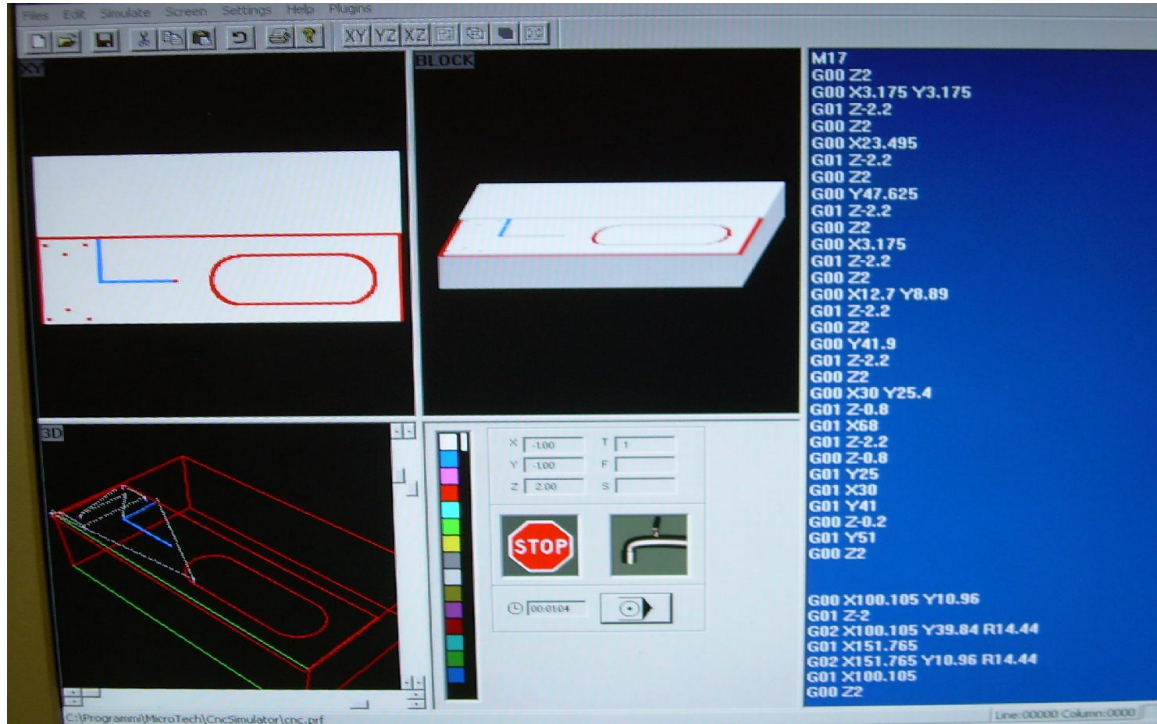 Files Edit Simulate Screen Settings Help Plugins
XY YZ XZ
XY
BLOCK
3D
X -1.00 T 1
Y -1.00 F
Z 2.00 S
STOP
00:01:04
M17
G00 Z2
G00 X3.175 Y3.175
G01 Z-2.2
G00 Z2
G00 X23.495
G01 Z-2.2
G00 Z2
G00 Y47.625
G01 Z-2.2
G00 Z2
G00 X3.175
G01 Z-2.2
G00 Z2
G00 X12.7 Y8.89
G01 Z-2.2
G00 Z2
G00 Y41.9
G01 Z-2.2
G00 Z2
G00 X30 Y25.4
G01 Z-0.8
G01 X68
G01 Z-2.2
G00 Z-0.8
G01 Y25
G01 X30
G01 Y41
G00 Z-0.2
G01 Y51
G00 Z2
G00 X100.105 Y10.96
G01 Z-2
G02 X100.105 Y39.84 R14.44
G01 X151.765
G02 X151.765 Y10.96 R14.44
G01 X100.105
G00 Z2
C:\Programmi\MicroTech\CncSimulator\cnc.prf
Line:00000 Column:0000